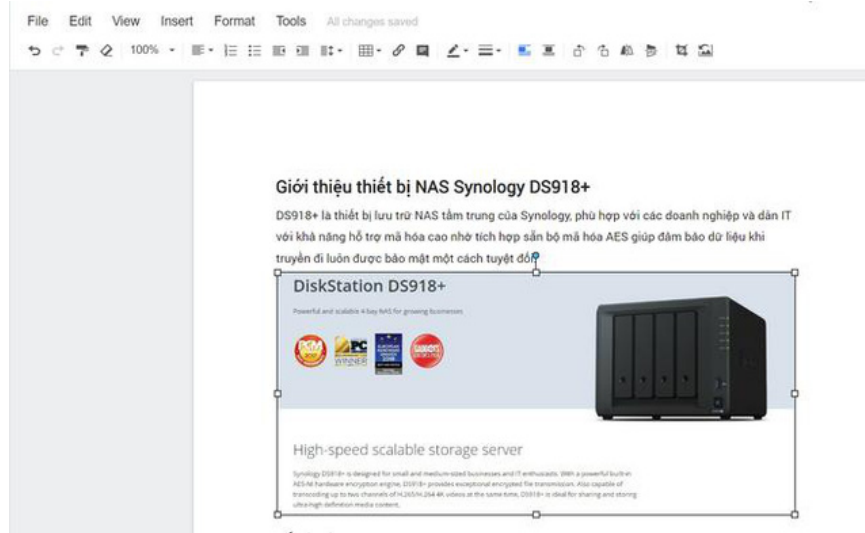 File Edit View Insert Format Tools All changes saved
100%
Giới thiệu thiết bị NAS Synology DS918+
DS918+ là thiết bị lưu trữ NAS tầm trung của Synology, phù hợp với các doanh nghiệp và dân IT
với khả năng hỗ trợ mã hóa cao nhờ tích hợp sẵn bộ mã hóa AES giúp đảm bảo dữ liệu khi
truyền đi luôn được bảo mật một cách tuyệt đối
DiskStation DS918+
Powerful and scalable 4-bay NAS for growing businesses
PC
WINNER
High-speed scalable storage server
Synology DS918+ is designed for small and medium-sized businesses and IT enthusiasts. With a powerful built-in
AES-NI hardware encryption engine, DS918+ provides exceptional encrypted file transmission. Also capable of
transcoding up to two channels of H.265/H.264 4K videos at the same time, DS918+ is ideal for sharing and storing
ultra-high definition media content.